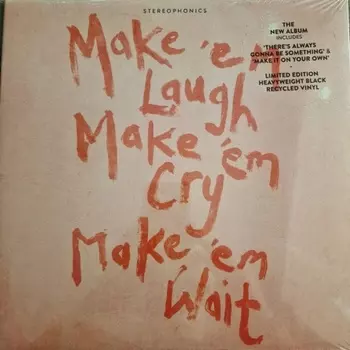 STEREOPHONICS
Make 'em
Laugh
Make 'em
Cry
Make 'em
Wait
THE
NEW ALBUM
INCLUDES
'THERE'S ALWAYS
GONNA BE SOMETHING' &
'MAKE IT ON YOUR OWN'
-
LIMITED EDITION
HEAVYWEIGHT BLACK
RECYCLED VINYL